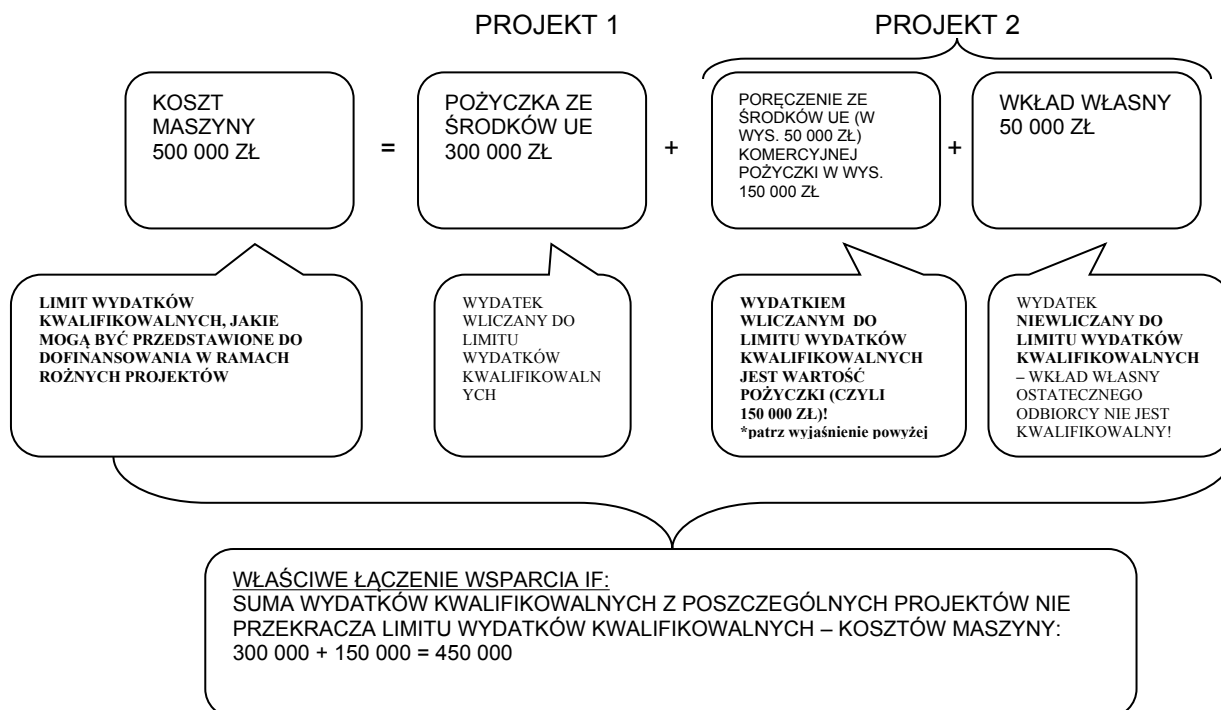 PROJEKT 1
PROJEKT 2
KOSZT
MASZYNY
500 000 ZŁ
=
POŻYCZKA ZE
ŚRODKÓW UE
300 000 ZŁ
+
PORĘCZENIE ZE
ŚRODKÓW UE (W
WYS. 50 000 ZŁ)
KOMERCYJNEJ
POŻYCZKI W WYS.
150 000 ZŁ
+
WKŁAD WŁASNY
50 000 ZŁ
LIMIT WYDATKÓW
KWALIFIKOWALNYCH, JAKIE
MOGĄ BYĆ PRZEDSTAWIONE DO
DOFINANSOWANIA W RAMACH
ROŻNYCH PROJEKTÓW
WYDATEK
WLICZANY DO
LIMITU
WYDATKÓW
KWALIFIKOWALN
YCH
WYDATKIEM
WLICZANYM DO
LIMITU WYDATKÓW
KWALIFIKOWALNYCH
JEST WARTOŚĆ
POŻYCZKI (CZYLI
150 000 ZŁ)!
*patrz wyjaśnienie powyżej
WYDATEK
NIEWLICZANY DO
LIMITU WYDATKÓW
KWALIFIKOWALNYCH
– WKŁAD WŁASNY
OSTATECZNEGO
ODBIORCY NIE JEST
KWALIFIKOWALNY!
WŁAŚCIWE ŁĄCZENIE WSPARCIA IF:
SUMA WYDATKÓW KWALIFIKOWALNYCH Z POSZCZEGÓLNYCH PROJEKTÓW NIE
PRZEKRACZA LIMITU WYDATKÓW KWALIFIKOWALNYCH – KOSZTÓW MASZYNY:
300 000 + 150 000 = 450 000